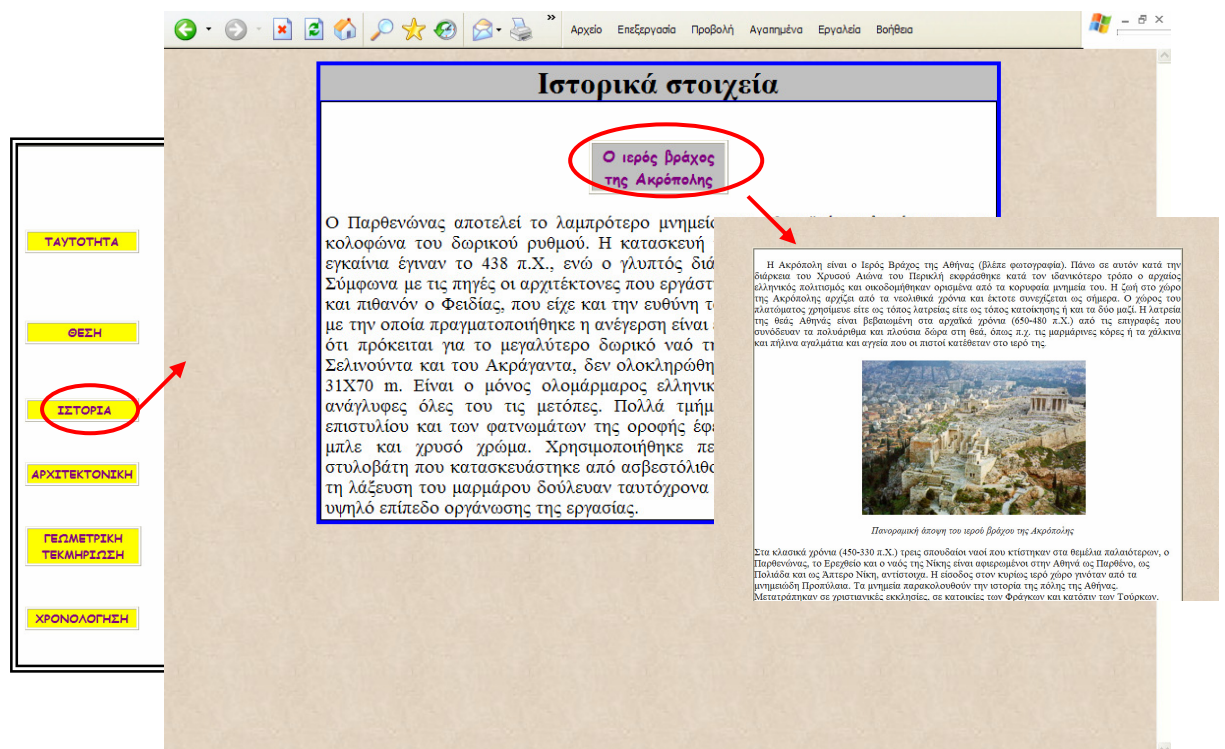 Αρχείο Επεξεργασία Προβολή Αγαπημένα Εργαλεία Βοήθεια
Ιστορικά στοιχεία
Ο ιερός βράχος
της Ακρόπολης
ΤΑΥΤΟΤΗΤΑ
ΘΕΣΗ
ΙΣΤΟΡΙΑ
ΑΡΧΙΤΕΚΤΟΝΙΚΗ
ΓΕΩΜΕΤΡΙΚΗ
ΤΕΚΜΗΡΙΩΣΗ
ΧΡΟΝΟΛΟΓΗΣΗ
Ο Παρθενώνας αποτελεί το λαμπρότερο μνημείο
κολοφώνα του δωρικού ρυθμού. Η κατασκευή
εγκαίνια έγιναν το 438 π.Χ., ενώ ο γλυπτός διά
Σύμφωνα με τις πηγές οι αρχιτέκτονες που εργάστ
και πιθανόν ο Φειδίας, που είχε και την ευθύνη τ
με την οποία πραγματοποιήθηκε η ανέγερση είναι
ότι πρόκειται για το μεγαλύτερο δωρικό ναό τη
Σελινούντα και του Ακράγαντα, δεν ολοκληρώθη
31Χ70 m. Είναι ο μόνος ολομάρμαρος ελληνικ
ανάγλυφες όλες του τις μετόπες. Πολλά τμήμ
επιστυλίου και των φατνωμάτων της οροφής έφε
μπλε και χρυσό χρώμα. Χρησιμοποιήθηκε πε
στυλοβάτη που κατασκευάστηκε από ασβεστόλιθο
τη λάξευση του μαρμάρου δούλευαν ταυτόχρονα
υψηλό επίπεδο οργάνωσης της εργασίας.
Η Ακρόπολη είναι ο Ιερός Βράχος της Αθήνας (βλέπε φωτογραφία). Πάνω σε αυτόν κατά την
διάρκεια του Χρυσού Αιώνα του Περικλή εκφράσθηκε κατά τον ιδανικότερο τρόπο ο αρχαίος
ελληνικός πολιτισμός και οικοδομήθηκαν ορισμένα από τα κορυφαία μνημεία του. Η ζωή στο χώρο
της Ακρόπολης αρχίζει από τα νεολιθικά χρόνια και έκτοτε συνεχίζεται ως σήμερα. Ο χώρος του
πλατώματος χρησίμευε είτε ως τόπος λατρείας είτε ως τόπος κατοίκησης ή και τα δύο μαζί. Η λατρεία
της θεάς Αθηνάς είναι βεβαιωμένη στα αρχαϊκά χρόνια (650-480 π.Χ.) από τις επιγραφές που
συνόδευαν τα πολυάριθμα και πλούσια δώρα στη θεά, όπως π.χ. τις μαρμάρινες κόρες ή τα χάλκινα
και πήλινα αγαλμάτια και αγγεία που οι πιστοί κατέθεταν στο ιερό της.
Πανοραμική άποψη του ιερού βράχου της Ακρόπολης
Στα κλασικά χρόνια (450-330 π.Χ.) τρεις σπουδαίοι ναοί που κτίστηκαν στα θεμέλια παλαιότερων, ο
Παρθενώνας, το Ερεχθείο και ο ναός της Νίκης είναι αφιερωμένοι στην Αθηνά ως Παρθένο, ως
Πολιάδα και ως Άπτερο Νίκη, αντίστοιχα. Η είσοδος στον κυρίως ιερό χώρο γινόταν από τα
μνημειώδη Προπύλαια. Τα μνημεία παρακολουθούν την ιστορία της πόλης της Αθήνας.
Μετατράπηκαν σε χριστιανικές εκκλησίες, σε κατοικίες των Φράγκων και κατόπιν των Τούρκων.